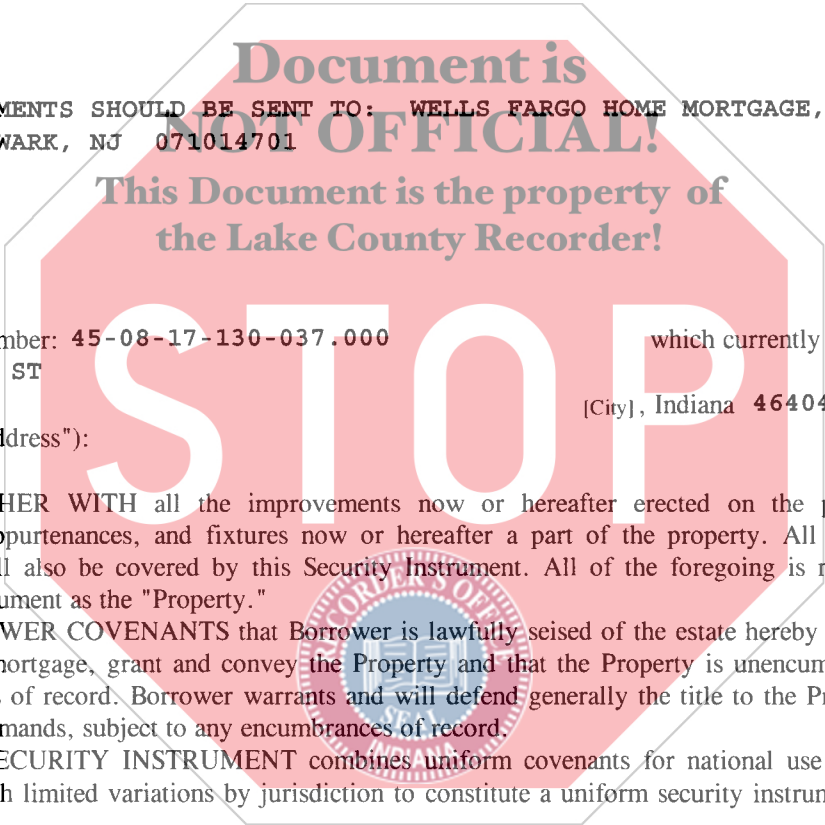 Document is
MENTS SHOULD BE SENT TO: WELLS FARGO HOME MORTGAGE,
NOT OFFICIAL!
WARK, NJ 071014701
This Document is the property of
the Lake County Recorder!
STOP
mber: 45-08-17-130-037.000 which currently
ST
[City], Indiana 46404
ddress"):
HER WITH all the improvements now or hereafter erected on the p
ppurtenances, and fixtures now or hereafter a part of the property. All
ll also be covered by this Security Instrument. All of the foregoing is r
ument as the "Property."
WER COVENANTS that Borrower is lawfully seised of the estate hereby
mortgage, grant and convey the Property and that the Property is unencum
s of record. Borrower warrants and will defend generally the title to the Pr
mands, subject to any encumbrances of record.
ECURITY INSTRUMENT combines uniform covenants for national use
h limited variations by jurisdiction to constitute a uniform security instrum
RECORDER'S OFFI
SEAL
INDIANA